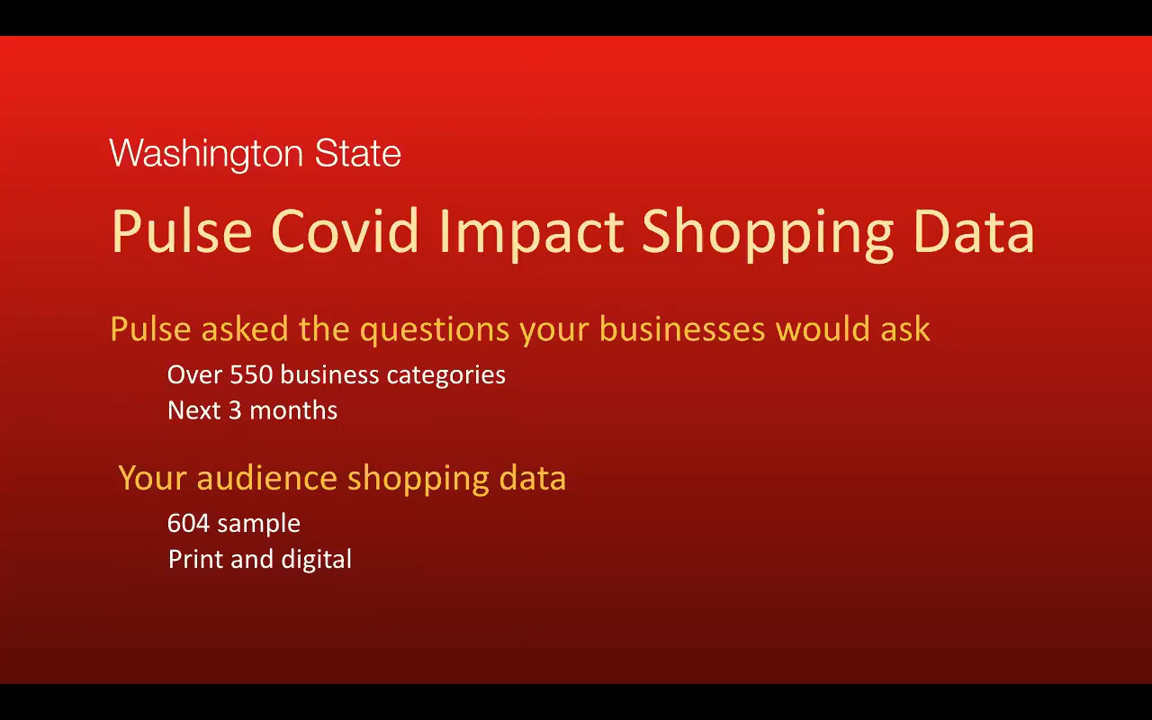 Washington State
Pulse Covid Impact Shopping Data
Pulse asked the questions your businesses would ask
Over 550 business categories
Next 3 months
Your audience shopping data
604 sample
Print and digital